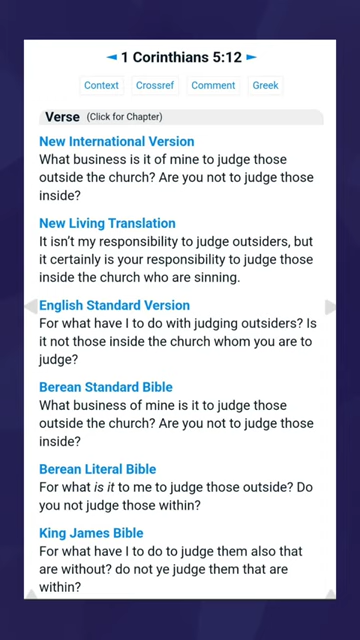 ◄ 1 Corinthians 5:12 ►
Context Crossref Comment Greek
Verse (Click for Chapter)
New International Version
What business is it of mine to judge those
outside the church? Are you not to judge those
inside?
New Living Translation
It isn’t my responsibility to judge outsiders, but
it certainly is your responsibility to judge those
inside the church who are sinning.
English Standard Version
For what have I to do with judging outsiders? Is
it not those inside the church whom you are to
judge?
Berean Standard Bible
What business of mine is it to judge those
outside the church? Are you not to judge those
inside?
Berean Literal Bible
For what is it to me to judge those outside? Do
you not judge those within?
King James Bible
For what have I to do to judge them also that
are without? do not ye judge them that are
within?